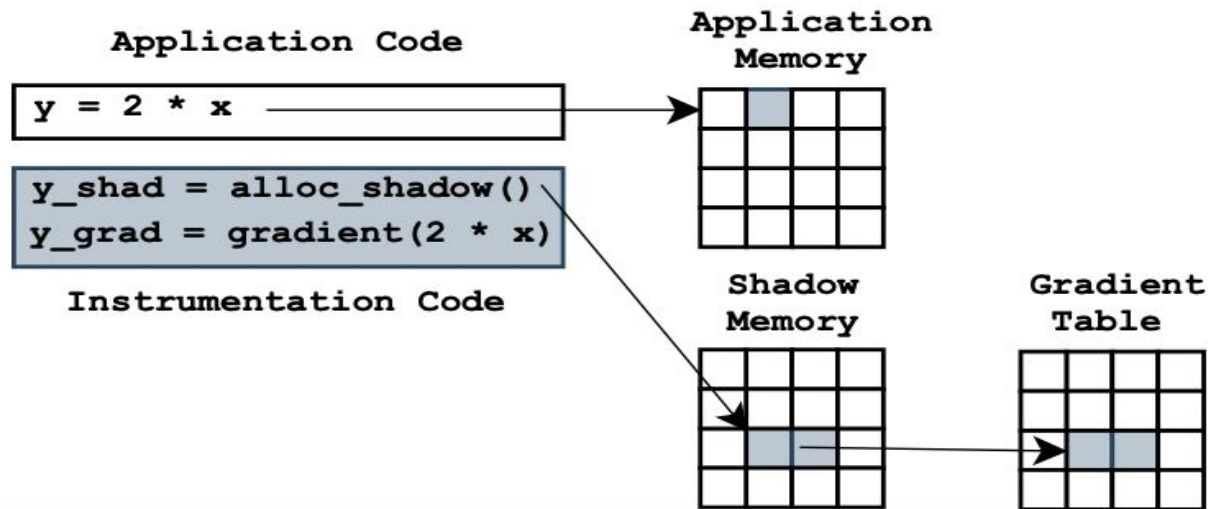 Application Code
y = 2 * x
y_shad = alloc_shadow()
y_grad = gradient(2 * x)
Instrumentation Code
Application
Memory
Shadow
Memory
Gradient
Table